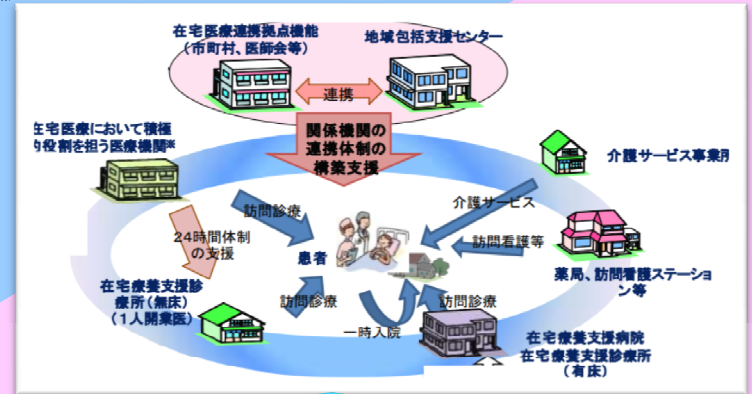 ※
在宅医療連携拠点機能
(市町村、医師会等)
地域包括支援センター
連携
関係機関の
連携体制の
構築支援
在宅医療において積極
的役割を担う医療機関※
介護サービス事業所
訪問診療
介護サービス
24時間体制
の支援
訪問看護等
患者
薬局、訪問看護ステーショ
ン等
在宅療養支援診
療所(無床)
(1人開業医)
訪問診療
訪問診療
一時入院
在宅療養支援病院
在宅療養支援診療所
(有床)